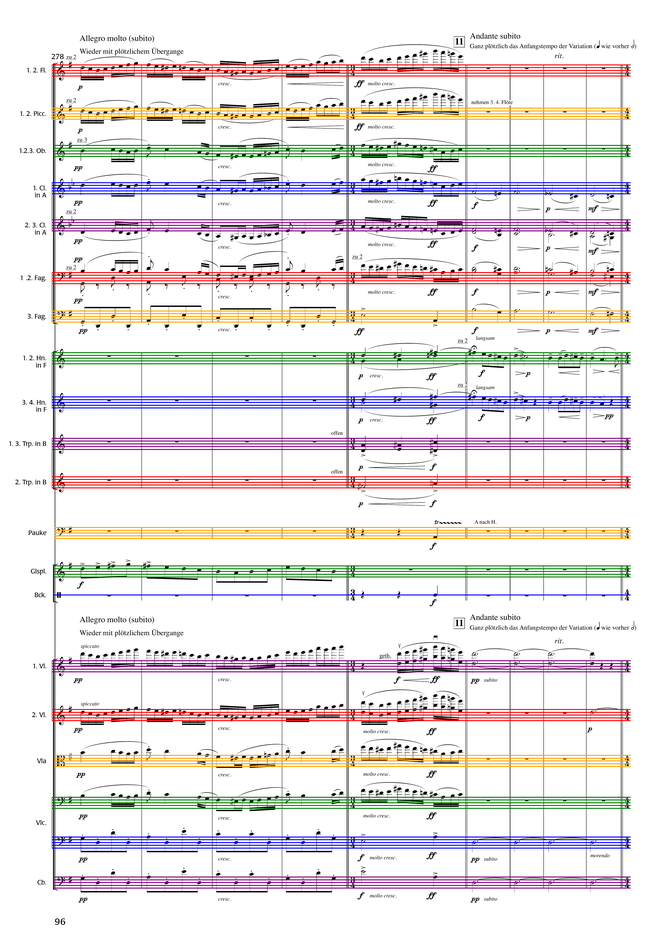 Allegro molto (subito)
Wieder mit plötzlichem Übergange
11 Andante subito
Ganz plötzlich das Anfangstempo der Variation (♩ wie vorher 𝅗𝅥)
rit.
278 zu 2
1. 2. Fl.
p cresc. ff molto cresc.
zu 2
nehmen 3. 4. Flöte
1. 2. Picc.
p cresc. ff molto cresc.
zu 3
1.2.3. Ob.
pp cresc. molto cresc. ff
1. Cl.
in A
pp cresc. molto cresc. ff f p mf
zu 2
2. 3. Cl.
in A
pp cresc. molto cresc. ff f p mf
zu 2 zu 2
1.2. Fag.
pp cresc. ff f p mf
3. Fag.
pp cresc. ff ff f p mf
zu 2 langsam
1. 2. Hn.
in F
p cresc. ff f p
zu 2 langsam
3. 4. Hn.
in F
p cresc. ff f p pp
offen
1. 3. Trp. in B
p f
offen
2. Trp. in B
p f
A nach H.
Pauke
f
Glspl.
f
Bck.
f
Allegro molto (subito)
Wieder mit plötzlichem Übergange
11 Andante subito
Ganz plötzlich das Anfangstempo der Variation (♩ wie vorher 𝅗𝅥)
rit.
spiccato geth.
1. Vl.
pp cresc. f ff pp subito
spiccato
2. Vl.
pp cresc. molto cresc. ff p
Vla
pp cresc. molto cresc. ff
Vlc.
pp cresc. molto cresc. ff
pp cresc. f molto cresc. ff pp subito morendo
Cb.
pp cresc. f molto cresc. ff pp subito
96